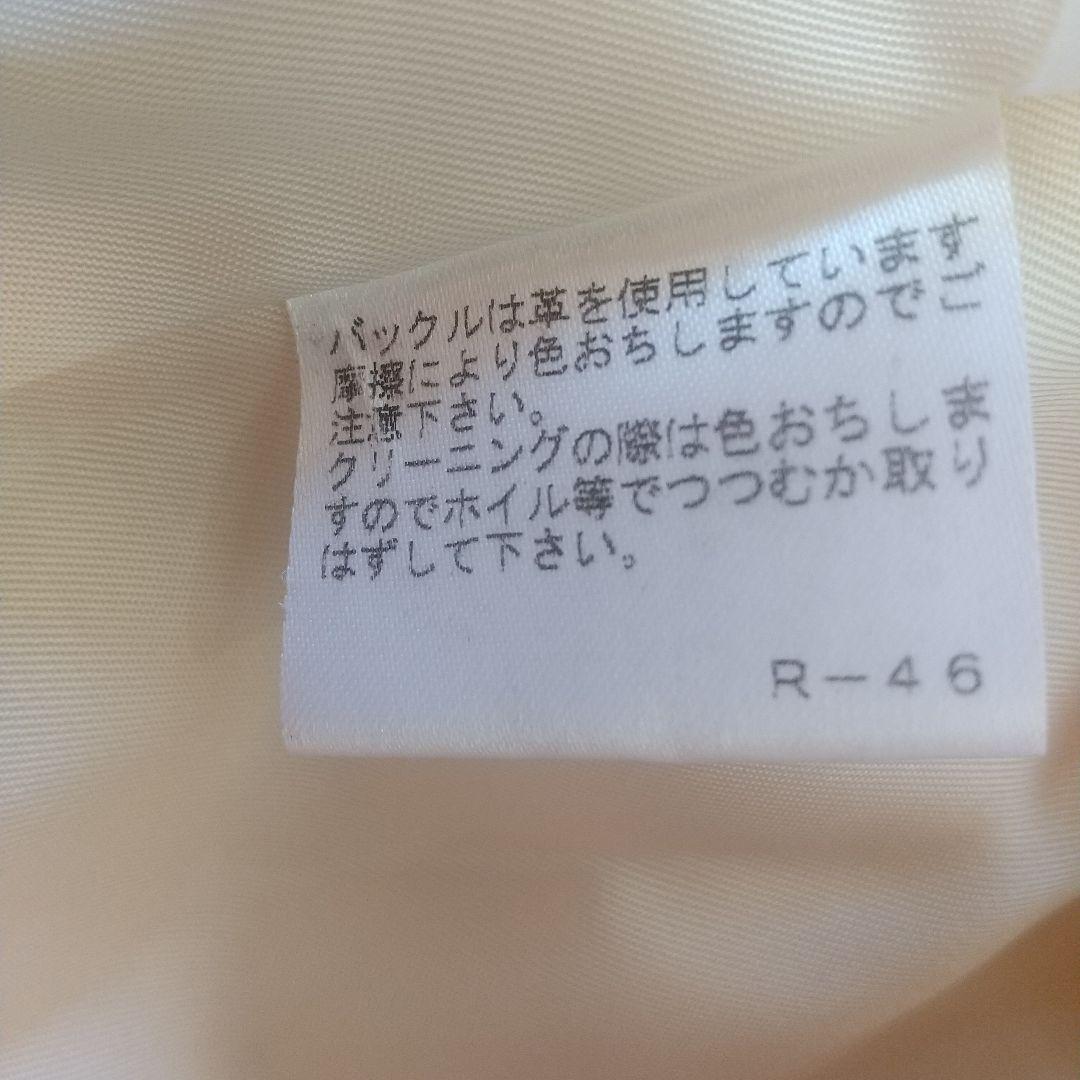 バックルは革を使用しています
摩擦により色おちしますのでご
注意下さい。
クリーニングの際は色おちしま
すのでホイル等でつつむか取り
はずして下さい。
R－46